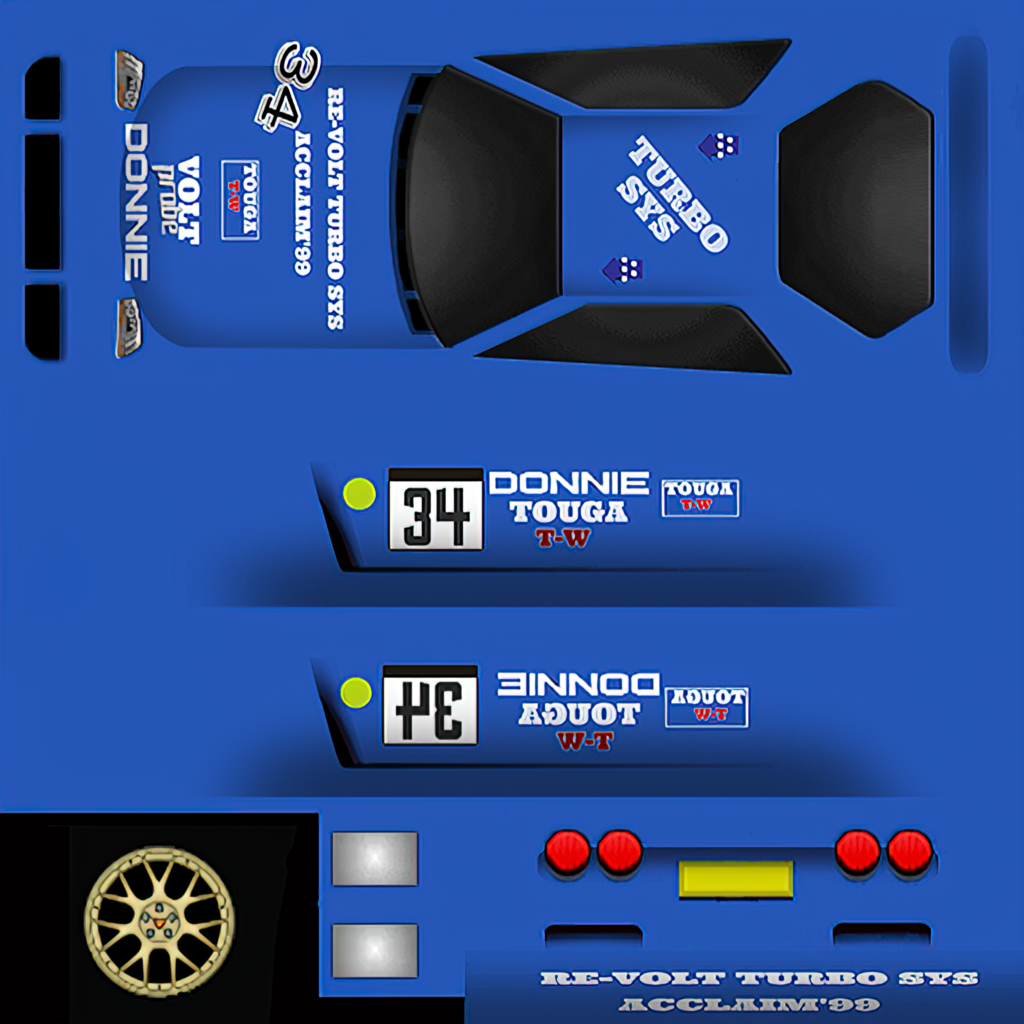 34
RE-VOLT TURBO SYS
ACCLAIM'99
TOUGA
T-W
VOLT
probe
DONNIE
TURBO
SYS
34
DONNIE
TOUGA
T-W
TOUGA
T-W
34
DONNIE
TOUGA
T-W
TOUGA
T-W
RE-VOLT TURBO SYS
ACCLAIM'99